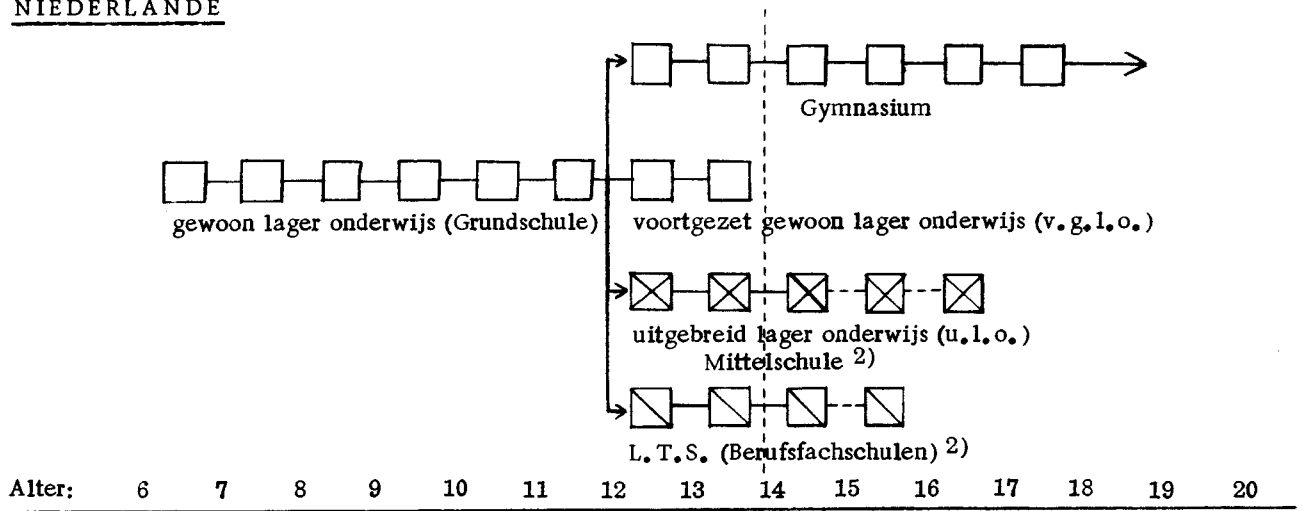 NIEDERLANDE
Gymnasium
gewoon lager onderwijs (Grundschule)
voortgezet gewoon lager onderwijs (v.g.l.o.)
uitgebreid lager onderwijs (u.l.o.)
Mittelschule 2)
L.T.S. (Berufsfachschulen) 2)
Alter: 6 7 8 9 10 11 12 13 14 15 16 17 18 19 20